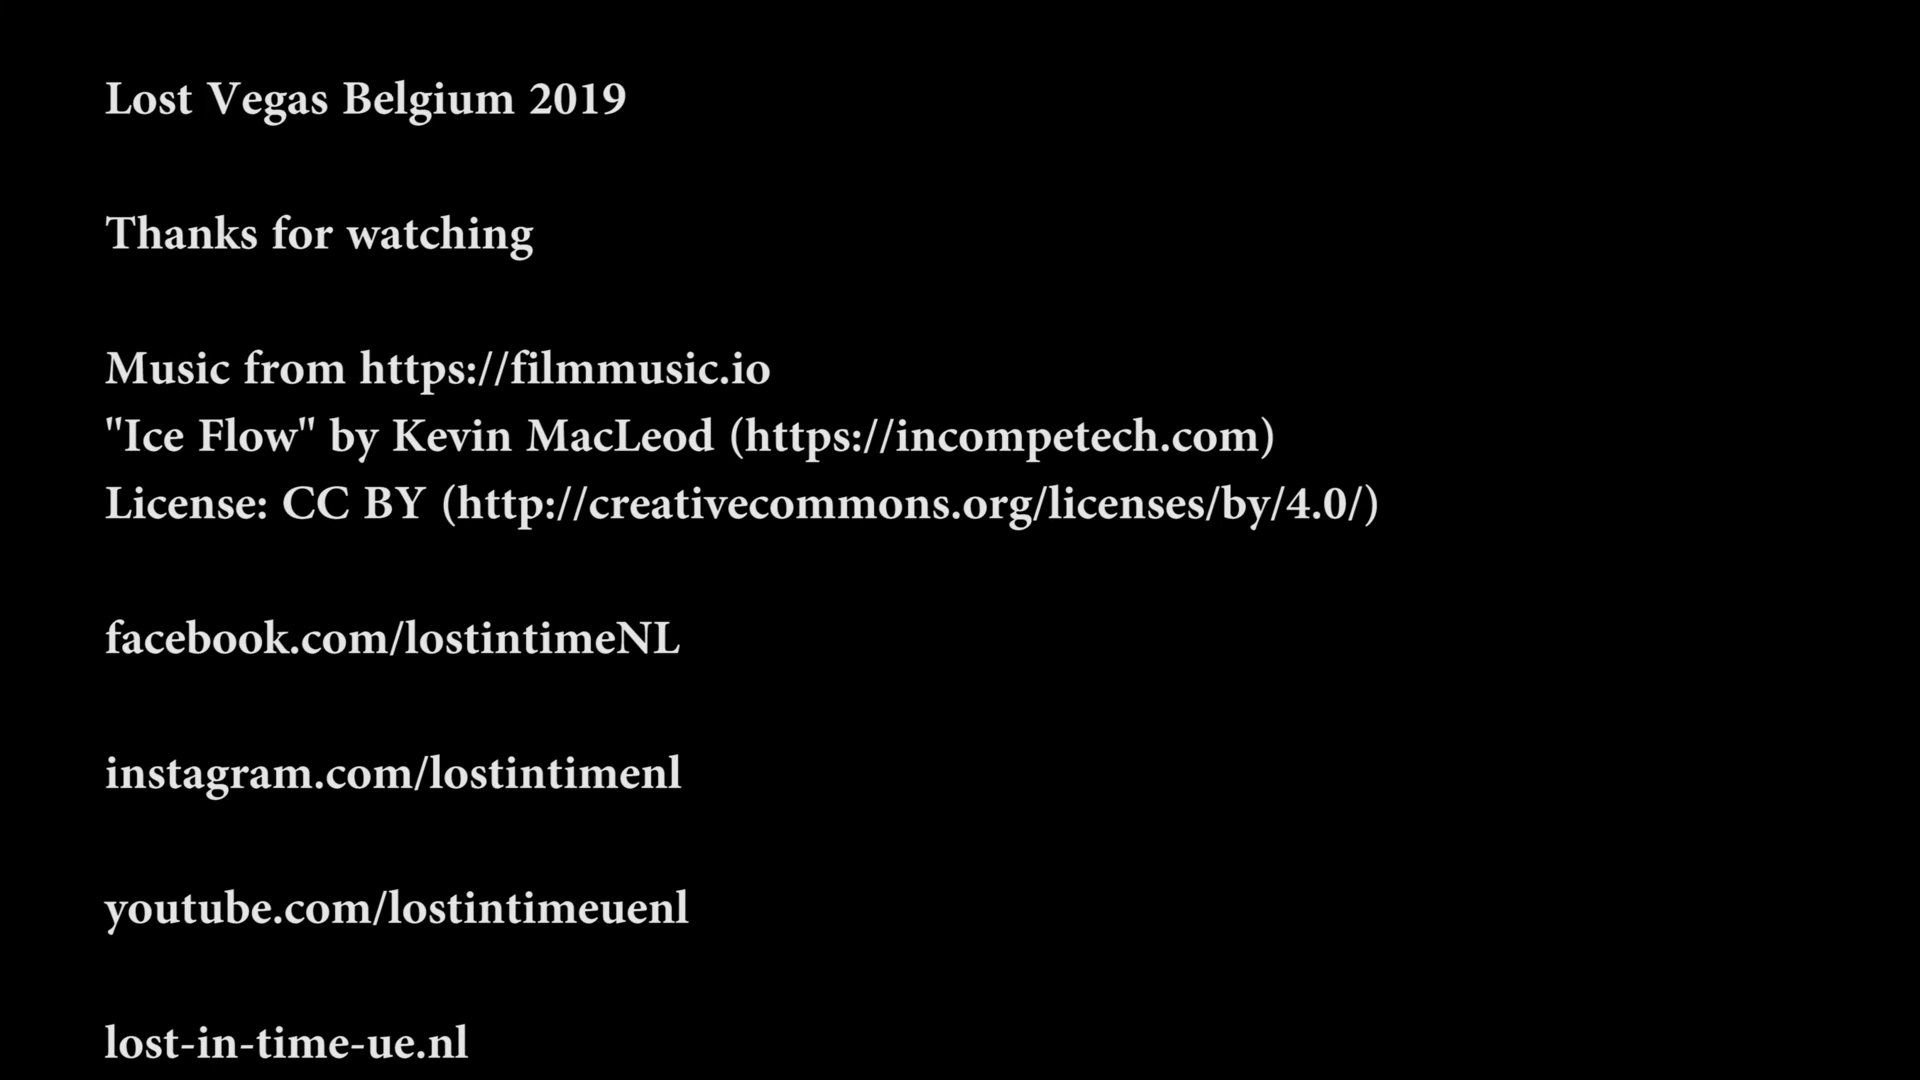 Lost Vegas Belgium 2019
Thanks for watching
Music from https://filmmusic.io
"Ice Flow" by Kevin MacLeod (https://incompetech.com)
License: CC BY (http://creativecommons.org/licenses/by/4.0/)
facebook.com/lostintimeNL
instagram.com/lostintimenl
youtube.com/lostintimeuenl
lost-in-time-ue.nl